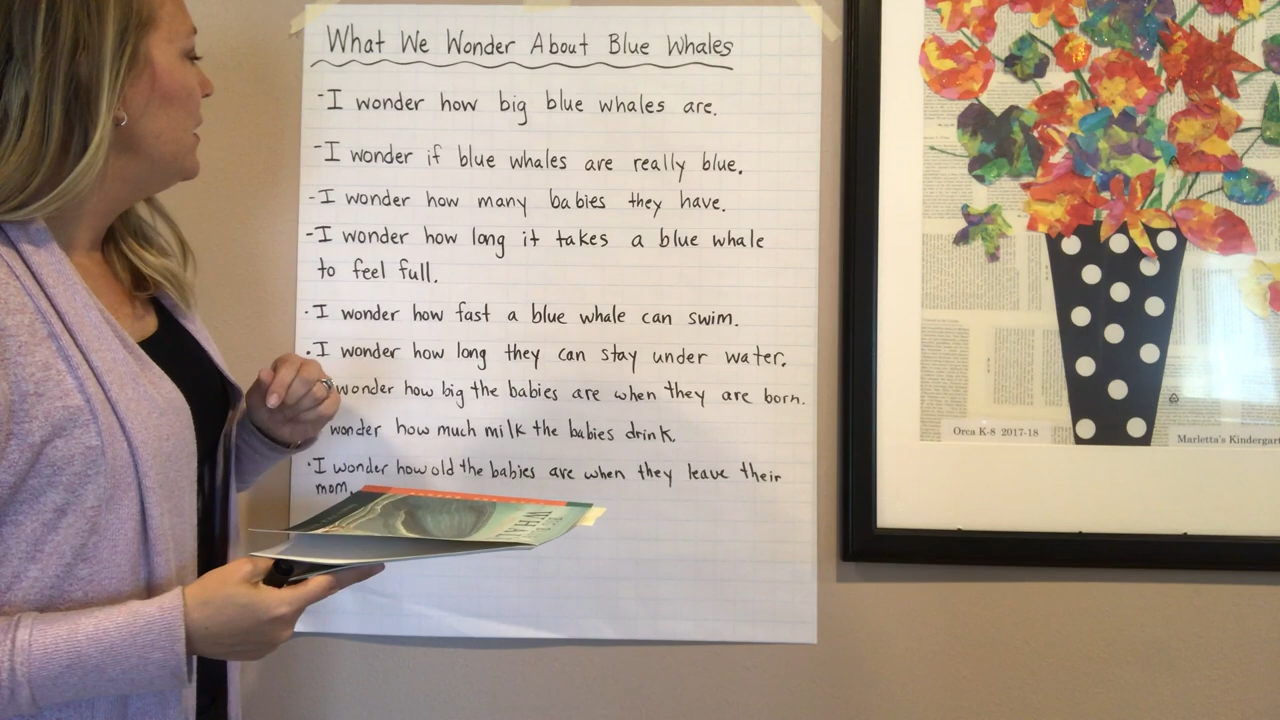 What We Wonder About Blue Whales
-I wonder how big blue whales are.
-I wonder if blue whales are really blue.
-I wonder how many babies they have.
-I wonder how long it takes a blue whale
to feel full.
·I wonder how fast a blue whale can swim.
·I wonder how long they can stay under water.
wonder how big the babies are when they are born.
wonder how much milk the babies drink.
·I wonder how old the babies are when they leave their
mom.
Orca K-8 2017-18
Marietta's Kindergar